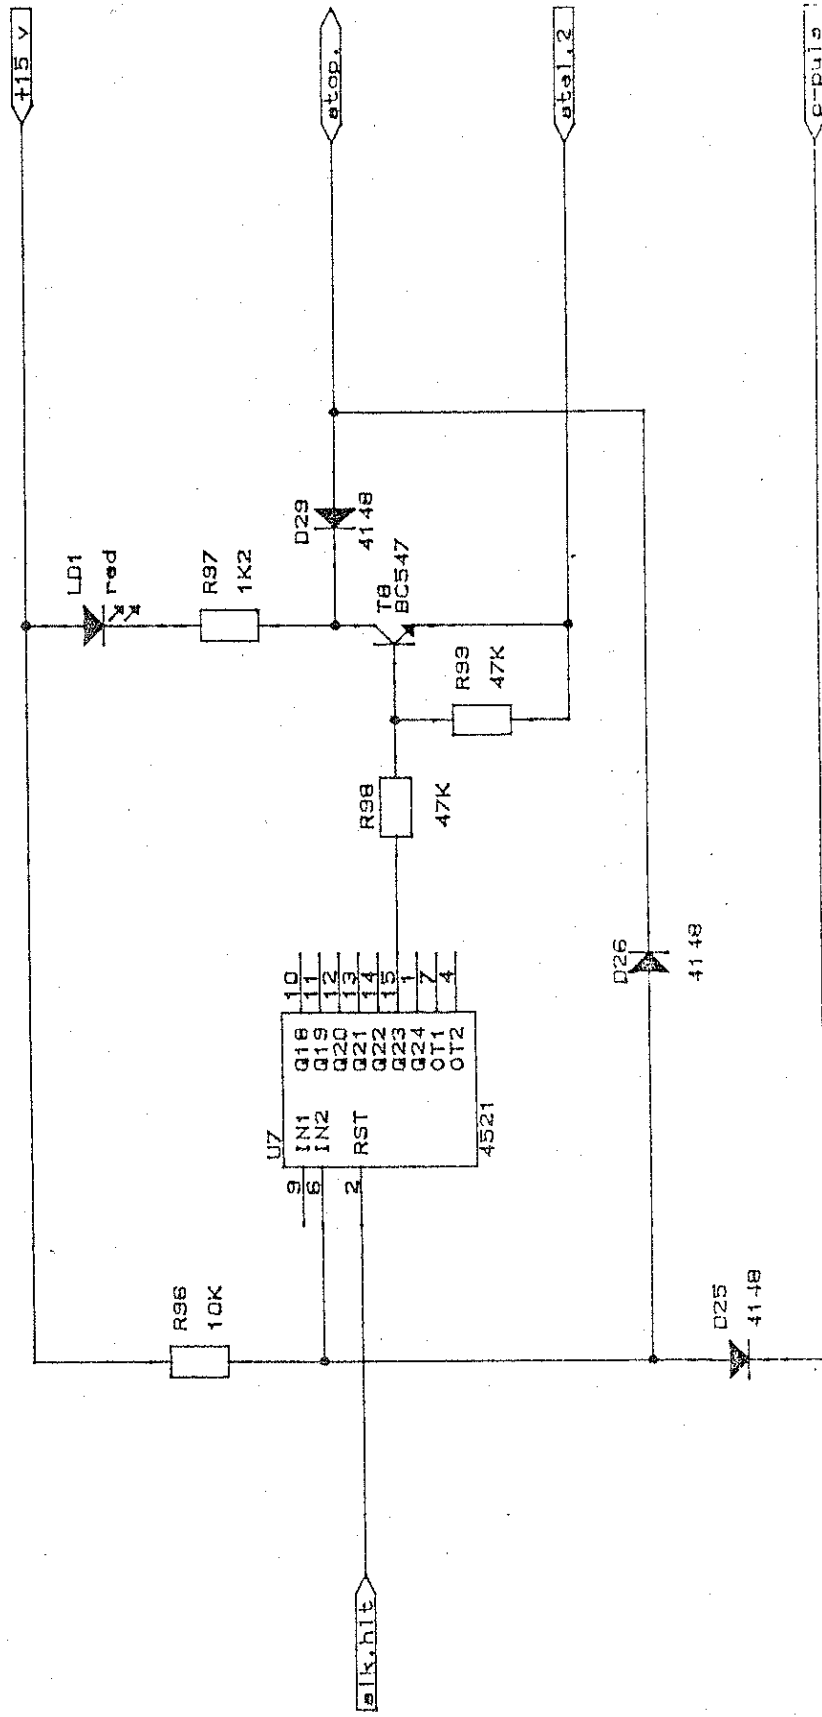 +15 v
stop.
stel.2
c-puls
LD1
red
R97
1K2
D29
4148
T8
BC547
R99
47K
R98
47K
D26
4148
U7
9
6
2
IN1
IN2
RST
Q18
Q19
Q20
Q21
Q22
Q23
Q24
OT1
OT2
10
11
12
13
14
15
1
7
4
4521
R96
10K
D25
4148
slk.hlt